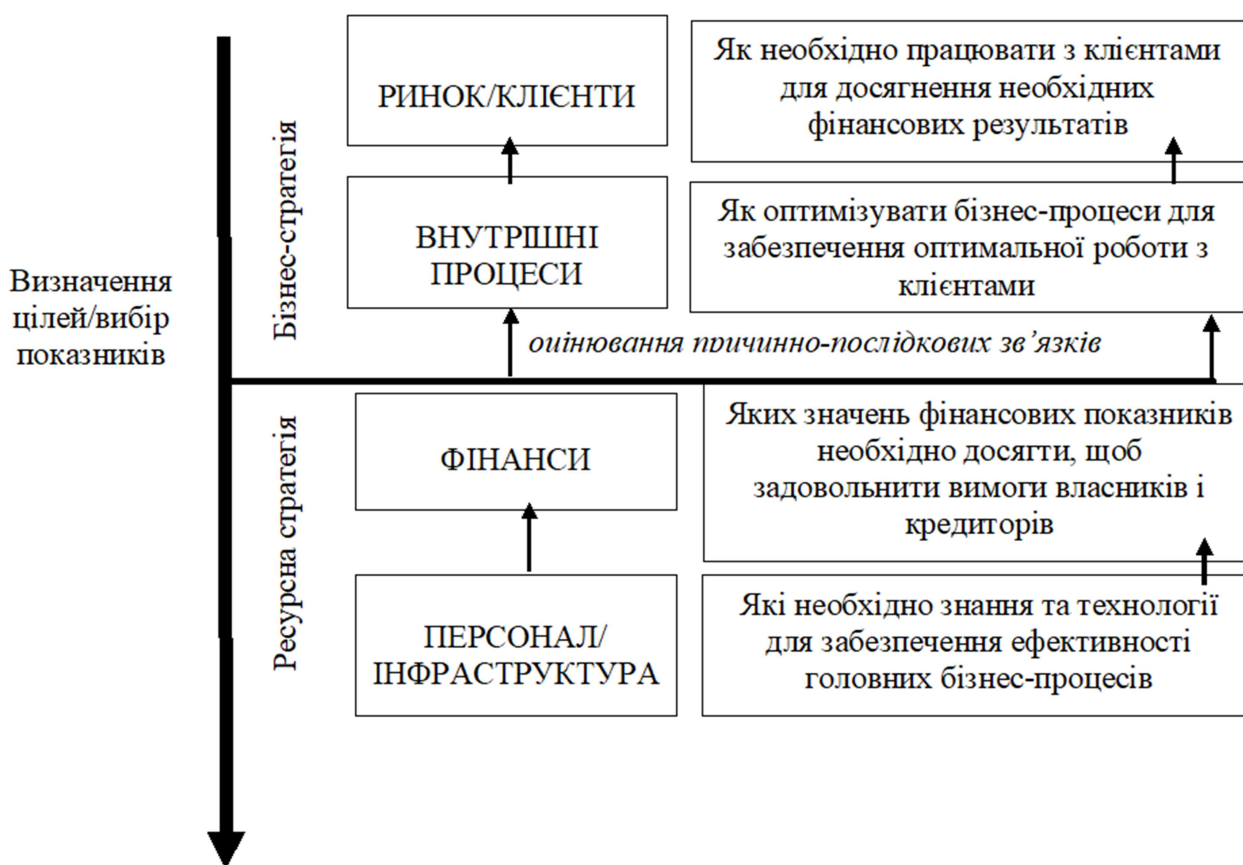 Визначення
цілей/вибір
показників
Бізнес-стратегія
РИНОК/КЛІЄНТИ
Як необхідно працювати з клієнтами
для досягнення необхідних
фінансових результатів
ВНУТРІШНІ
ПРОЦЕСИ
Як оптимізувати бізнес-процеси для
забезпечення оптимальної роботи з
клієнтами
оцінювання причинно-послідкових зв’язків
Ресурсна стратегія
ФІНАНСИ
Яких значень фінансових показників
необхідно досягти, щоб
задовольнити вимоги власників і
кредиторів
ПЕРСОНАЛ/
ІНФРАСТРУКТУРА
Які необхідно знання та технології
для забезпечення ефективності
головних бізнес-процесів